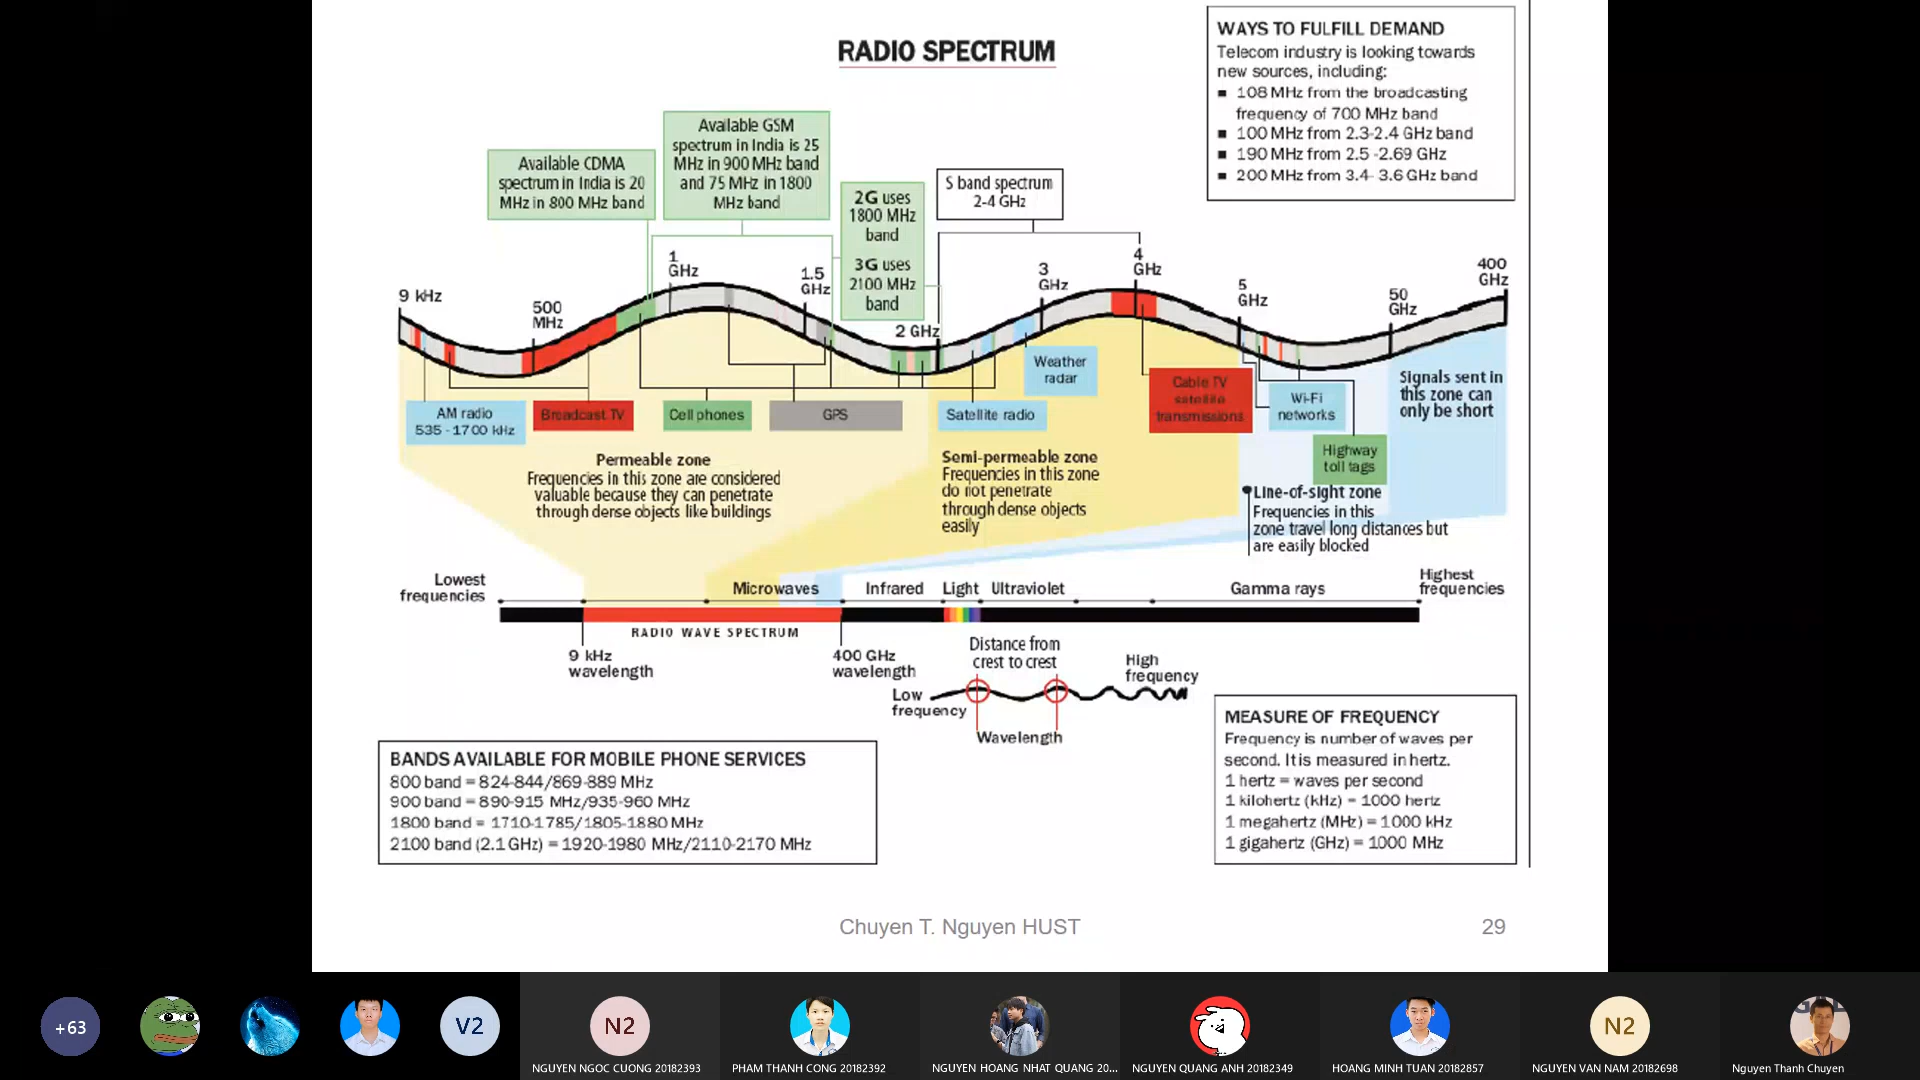 RADIO SPECTRUM
WAYS TO FULFILL DEMAND
Telecom industry is looking towards
new sources, including:
■ 108 MHz from the broadcasting
frequency of 700 MHz band
■ 100 MHz from 2.3-2.4 GHz band
■ 190 MHz from 2.5 -2.69 GHz
■ 200 MHz from 3.4- 3.6 GHz band
Available CDMA
spectrum in India is 20
MHz in 800 MHz band
Available GSM
spectrum in India is 25
MHz in 900 MHz band
and 75 MHz in 1800
MHz band
2G uses
1800 MHz
band
3G uses
2100 MHz
band
S band spectrum
2-4 GHz
9 kHz
500
MHz
1
GHz
1.5
GHz
2 GHz
3
GHz
4
GHz
5
GHz
50
GHz
400
GHz
AM radio
535 - 1700 kHz
Broadcast TV
Cell phones
GPS
Satellite radio
Weather
radar
Cable TV
satellite
transmissions
Wi-Fi
networks
Highway
toll tags
Signals sent in
this zone can
only be short
Permeable zone
Frequencies in this zone are considered
valuable because they can penetrate
through dense objects like buildings
Semi-permeable zone
Frequencies in this zone
do not penetrate
through dense objects
easily
Line-of-sight zone
Frequencies in this
zone travel long distances but
are easily blocked
Lowest
frequencies
Microwaves
Infrared
Light
Ultraviolet
Gamma rays
Highest
frequencies
RADIO WAVE SPECTRUM
9 kHz
wavelength
400 GHz
wavelength
Distance from
crest to crest
Low
frequency
High
frequency
Wavelength
BANDS AVAILABLE FOR MOBILE PHONE SERVICES
800 band = 824-844/869-889 MHz
900 band = 890-915 MHz/935-960 MHz
1800 band = 1710-1785/1805-1880 MHz
2100 band (2.1 GHz) = 1920-1980 MHz/2110-2170 MHz
MEASURE OF FREQUENCY
Frequency is number of waves per
second. It is measured in hertz.
1 hertz = waves per second
1 kilohertz (kHz) = 1000 hertz
1 megahertz (MHz) = 1000 kHz
1 gigahertz (GHz) = 1000 MHz
Chuyen T. Nguyen HUST
29
+63
V2
N2
N2
NGUYEN NGOC CUONG 20182393
PHAM THANH CONG 20182392
NGUYEN HOANG NHAT QUANG 20...
NGUYEN QUANG ANH 20182349
HOANG MINH TUAN 20182857
NGUYEN VAN NAM 20182698
Nguyen Thanh Chuyen